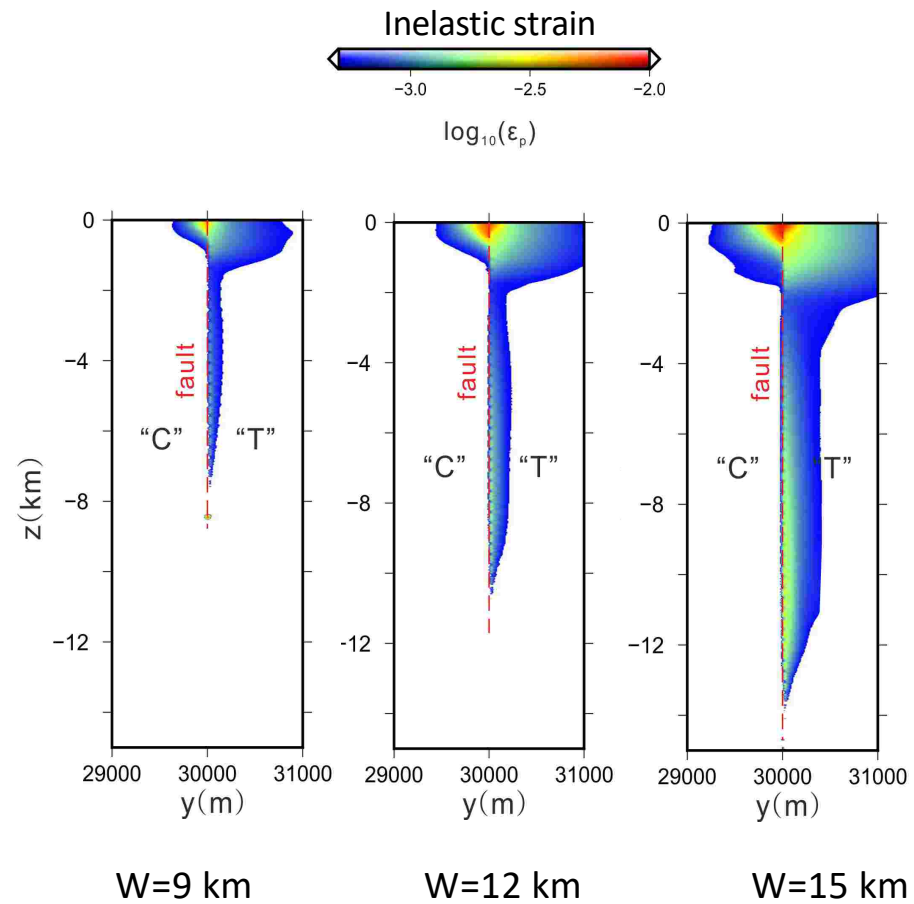 Inelastic strain
−3.0 −2.5 −2.0
log₁₀(εₚ)
0 0 0
fault fault fault
−4 −4 −4
“C” “T” “C” “T” “C” “T”
z(km)
−8 −8 −8
−12 -12 −12
29000 30000 31000 29000 30000 31000 29000 30000 31000
y(m) y(m) y(m)
W=9 km W=12 km W=15 km